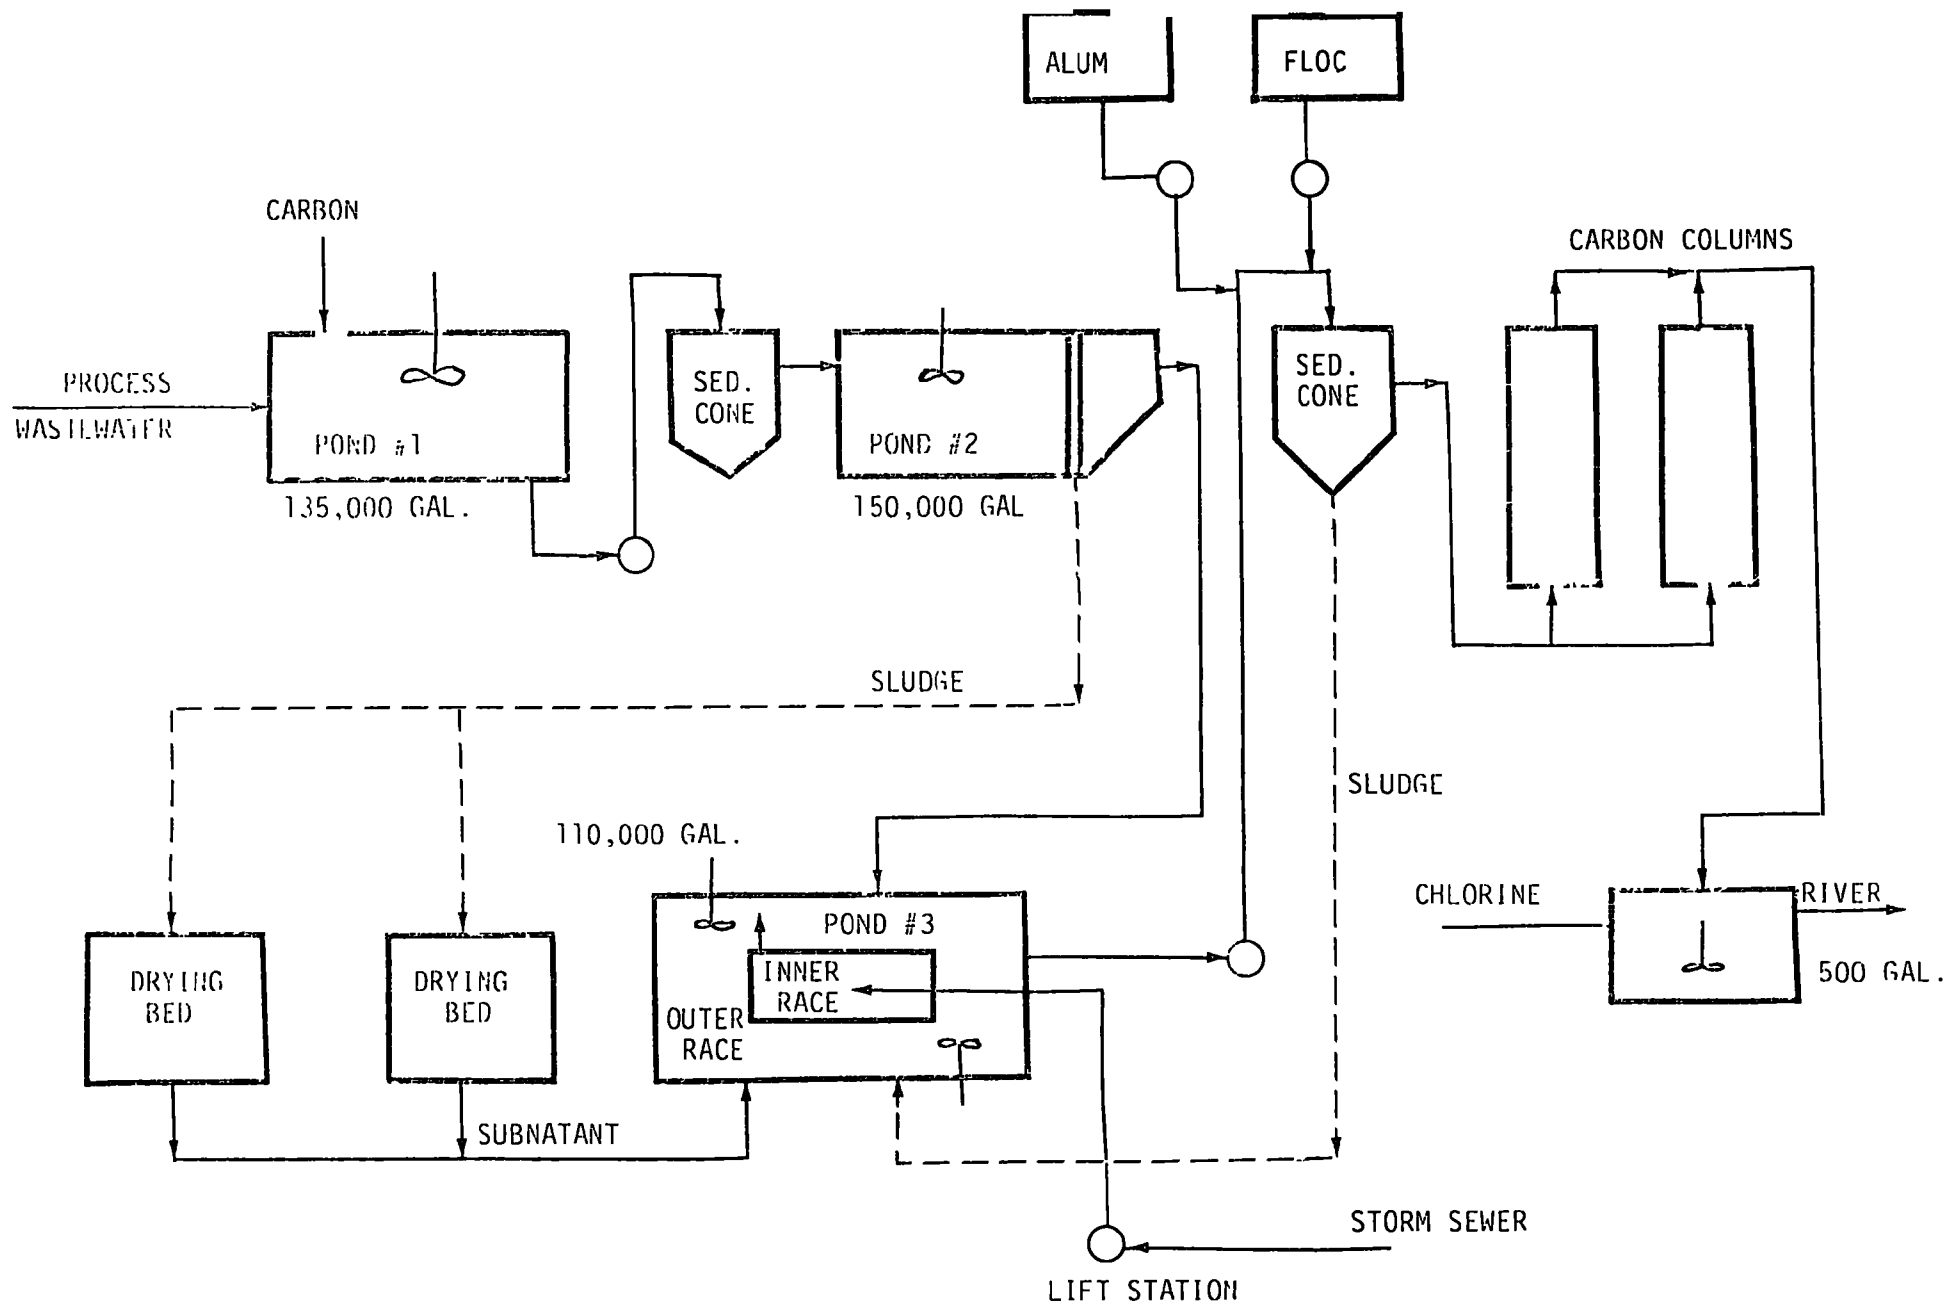 ALUM
FLOC
CARBON
CARBON COLUMNS
PROCESS
WASTEWATER
SED.
CONE
SED.
CONE
POND #1
POND #2
135,000 GAL.
150,000 GAL
SLUDGE
SLUDGE
110,000 GAL.
CHLORINE
RIVER
POND #3
DRYING
BED
DRYING
BED
INNER
RACE
500 GAL.
OUTER
RACE
SUBNATANT
STORM SEWER
LIFT STATION